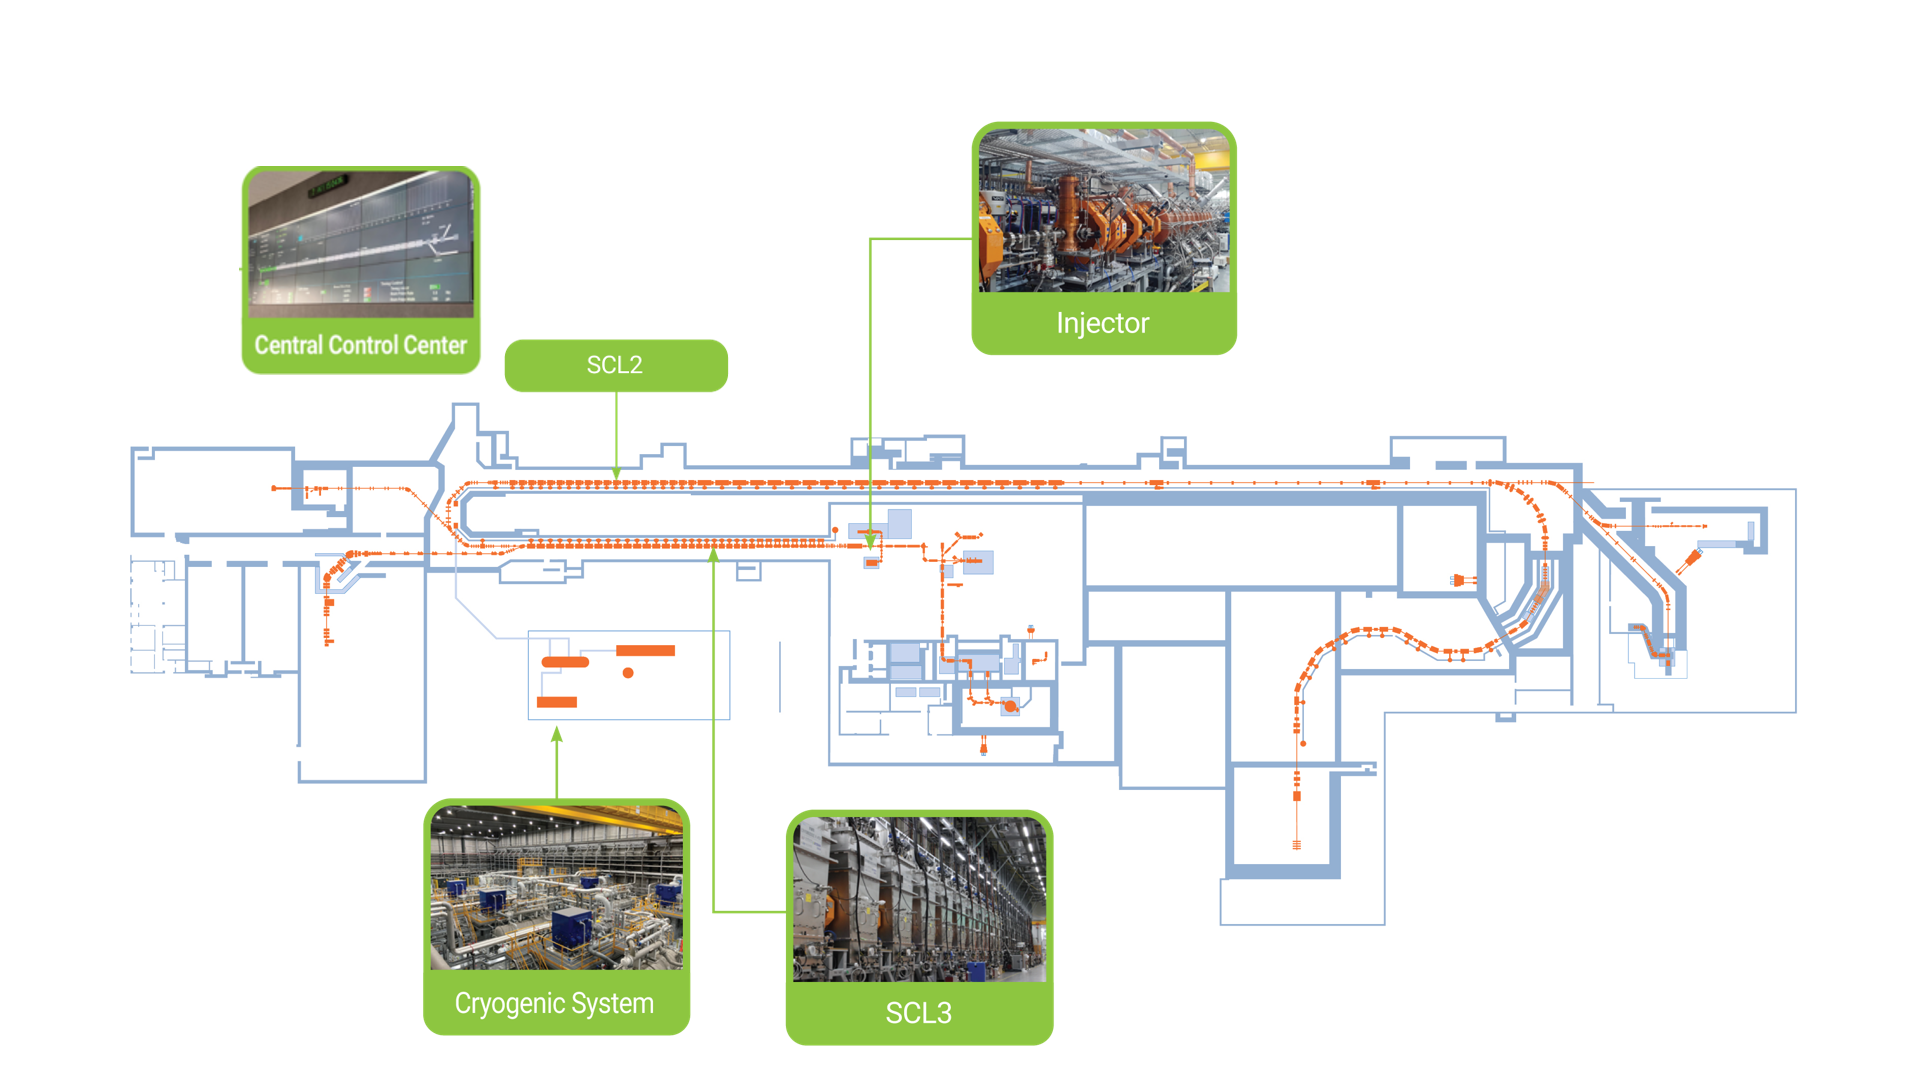 Injector
Central Control Center
SCL2
Cryogenic System
SCL3